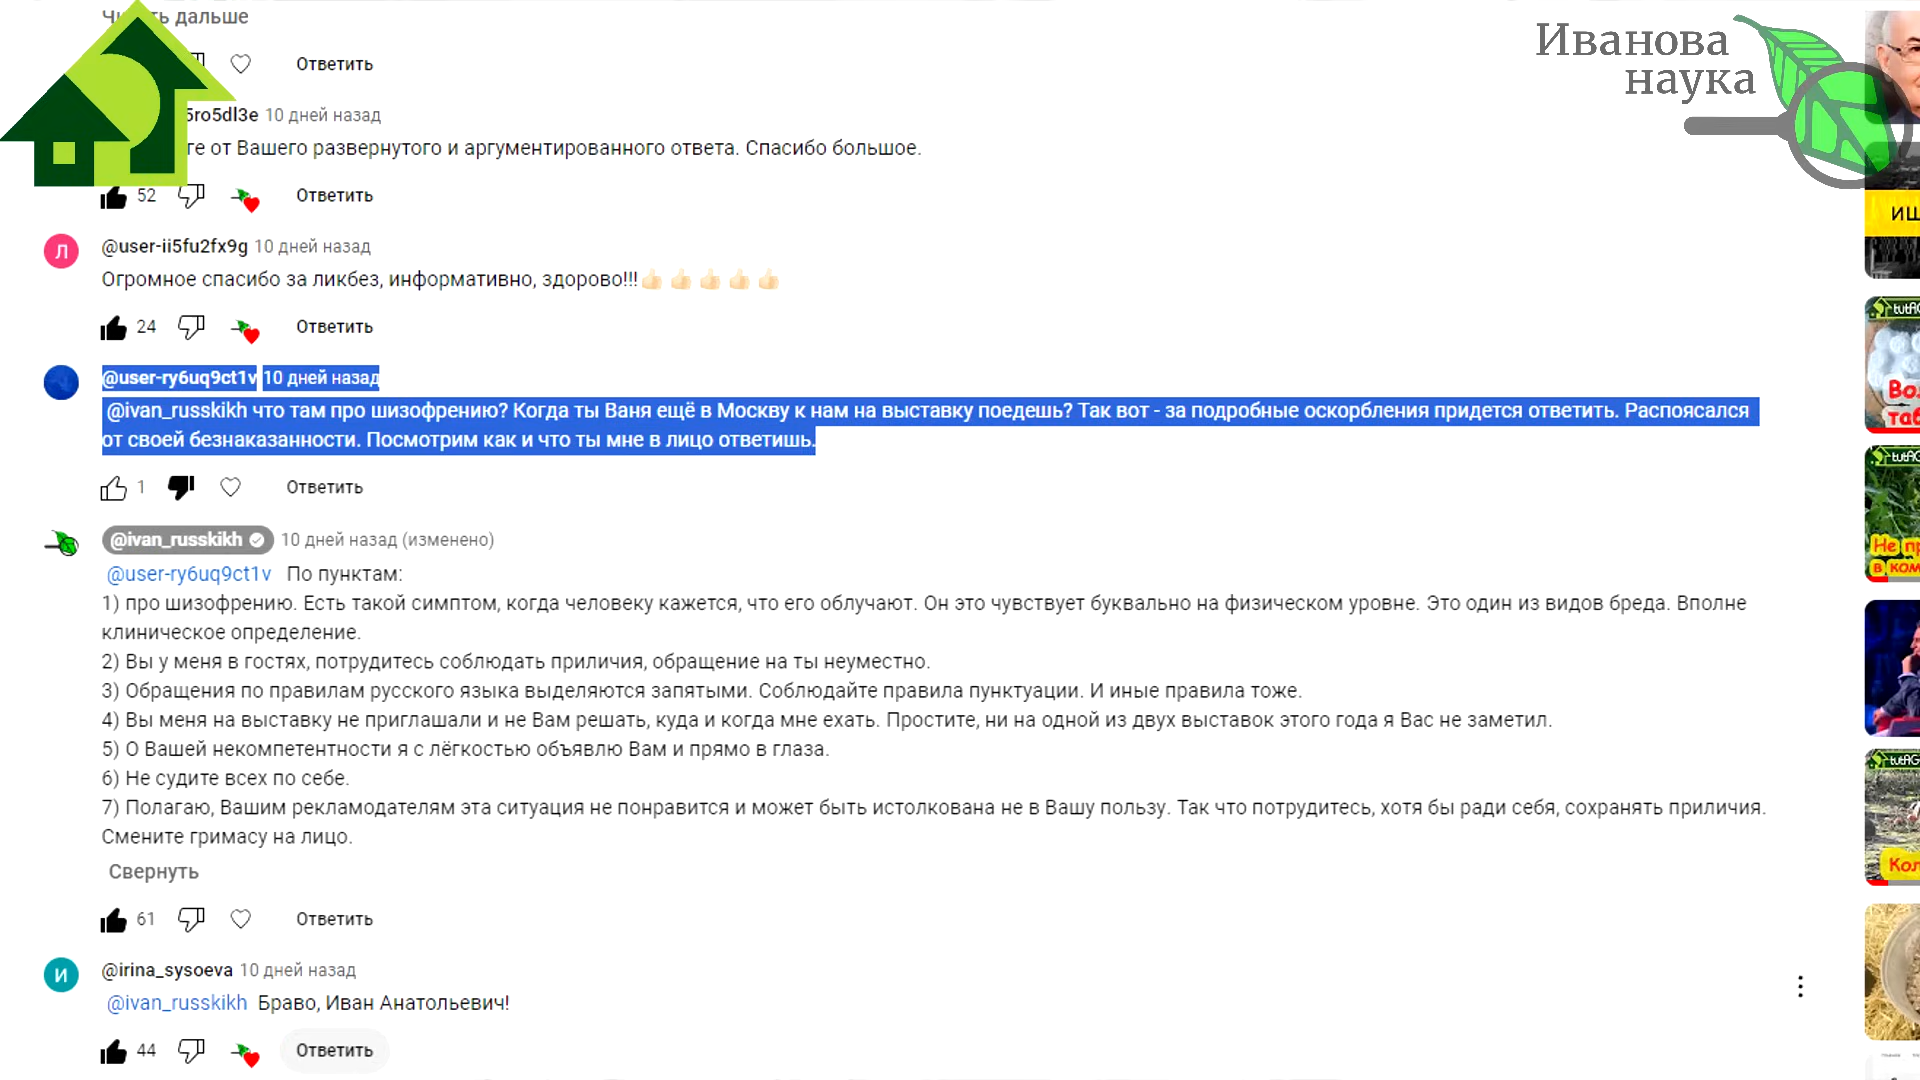 дальше
Ответить
Иванова
наука
5ro5dl3e 10 дней назад
от Вашего развернутого и аргументированного ответа. Спасибо большое.
52 Ответить
ИЩ
Л @user-ii5fu2fx9g 10 дней назад
Огромное спасибо за ликбез, информативно, здорово!!!👍🏻👍🏻👍🏻👍🏻👍🏻
24 Ответить
@user-ry6uq9ct1v 10 дней назад
@ivan_russkikh что там про шизофрению? Когда ты Ваня ещё в Москву к нам на выставку поедешь? Так вот - за подробные оскорбления придется ответить. Распоясался
от своей безнаказанности. Посмотрим как и что ты мне в лицо ответишь.
1 Ответить
@ivan_russkikh 10 дней назад (изменено)
@user-ry6uq9ct1v По пунктам:
1) про шизофрению. Есть такой симптом, когда человеку кажется, что его облучают. Он это чувствует буквально на физическом уровне. Это один из видов бреда. Вполне
клиническое определение.
2) Вы у меня в гостях, потрудитесь соблюдать приличия, обращение на ты неуместно.
3) Обращения по правилам русского языка выделяются запятыми. Соблюдайте правила пунктуации. И иные правила тоже.
4) Вы меня на выставку не приглашали и не Вам решать, куда и когда мне ехать. Простите, ни на одной из двух выставок этого года я Вас не заметил.
5) О Вашей некомпетентности я с лёгкостью объявлю Вам и прямо в глаза.
6) Не судите всех по себе.
7) Полагаю, Вашим рекламодателям эта ситуация не понравится и может быть истолкована не в Вашу пользу. Так что потрудитесь, хотя бы ради себя, сохранять приличия.
Смените гримасу на лицо.
Свернуть
61 Ответить
И @irina_sysoeva 10 дней назад
@ivan_russkikh Браво, Иван Анатольевич!
44 Ответить
tutAG
Во
таб
tutAG
Не пр
в ком
tutAG
Кол